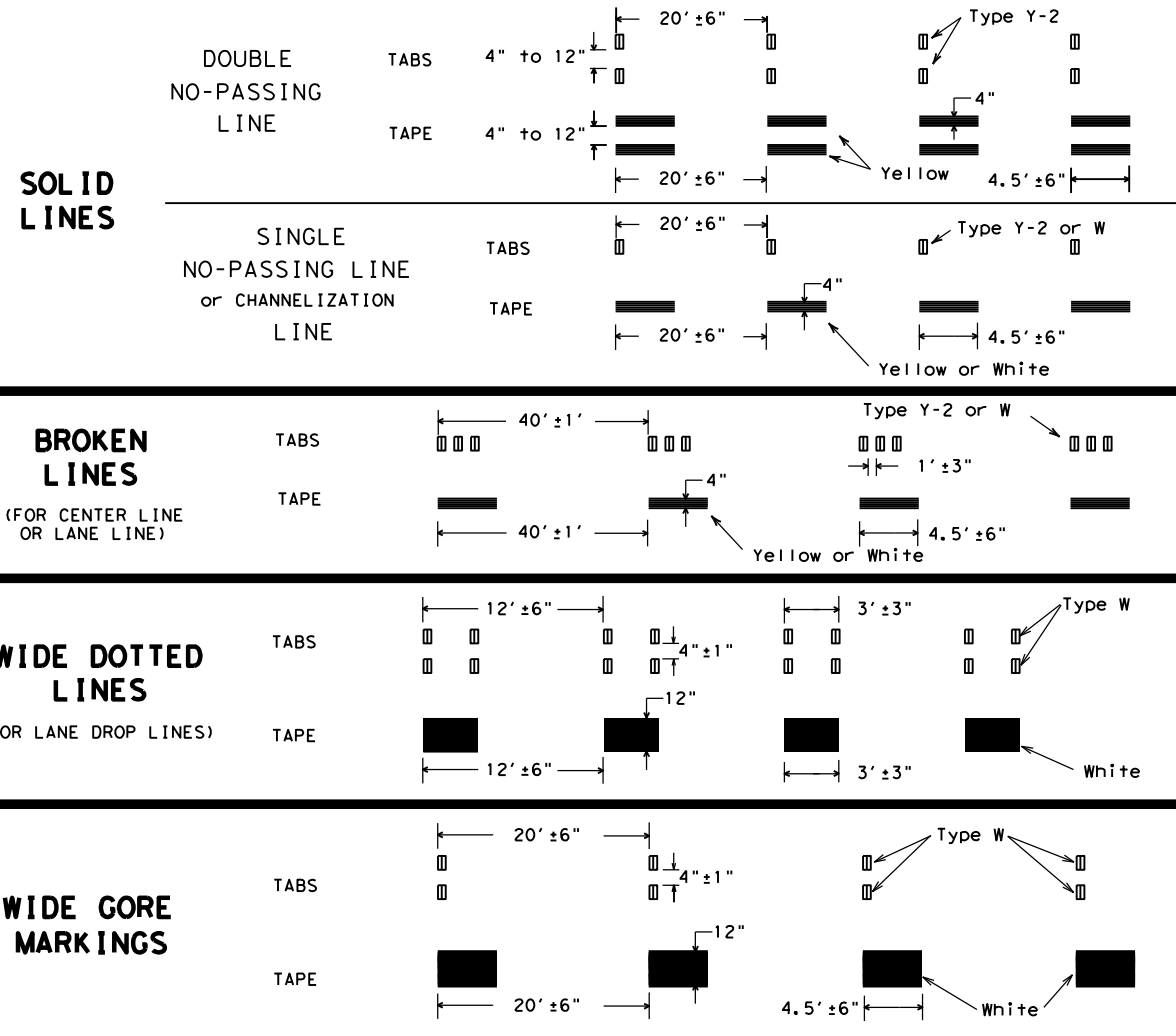 SOLID
LINES
DOUBLE
NO-PASSING
LINE
TABS
4" to 12"
20'±6"
Type Y-2
TAPE
4" to 12"
4"
Yellow
20'±6"
4.5'±6"
SINGLE
NO-PASSING LINE
or CHANNELIZATION
LINE
TABS
20'±6"
Type Y-2 or W
TAPE
4"
20'±6"
4.5'±6"
Yellow or White
BROKEN
LINES
(FOR CENTER LINE
OR LANE LINE)
TABS
40'±1'
Type Y-2 or W
1'±3"
TAPE
4"
40'±1'
4.5'±6"
Yellow or White
WIDE DOTTED
LINES
OR LANE DROP LINES)
TABS
12'±6"
3'±3"
Type W
4"±1"
TAPE
12"
12'±6"
3'±3"
White
WIDE GORE
MARKINGS
TABS
20'±6"
Type W
4"±1"
TAPE
12"
20'±6"
4.5'±6"
White